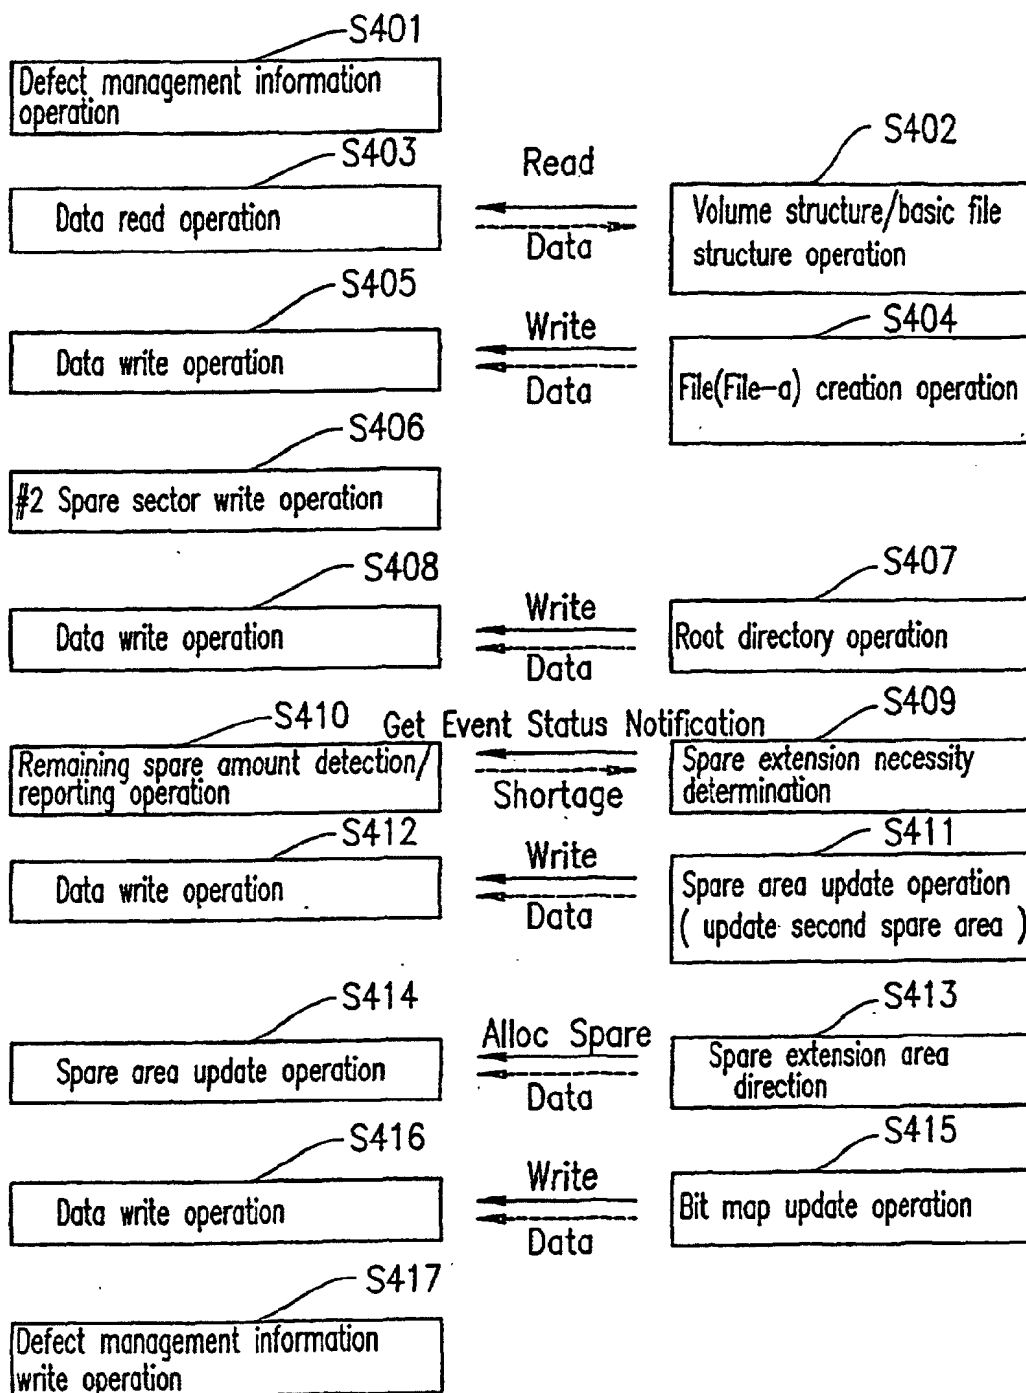 S401
Defect management information
operation
S403
Data read operation
Read
Data
S402
Volume structure/basic file
structure operation
S405
Data write operation
Write
Data
S404
File(File-a) creation operation
S406
#2 Spare sector write operation
S408
Data write operation
Write
Data
S407
Root directory operation
S410
Remaining spare amount detection/
reporting operation
Get Event Status Notification
Shortage
S409
Spare extension necessity
determination
S412
Data write operation
Write
Data
S411
Spare area update operation
( update second spare area )
S414
Spare area update operation
Alloc Spare
Data
S413
Spare extension area
direction
S416
Data write operation
Write
Data
S415
Bit map update operation
S417
Defect management information
write operation